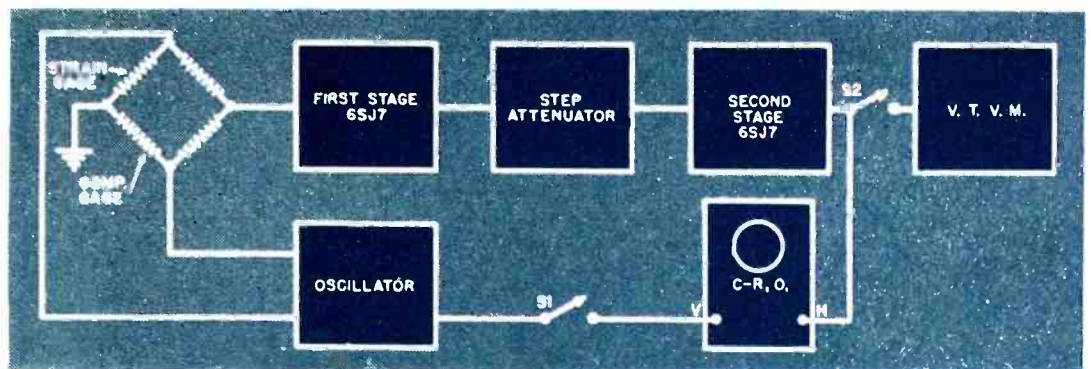 STRAIN
GAGE
FIRST STAGE
6SJ7
STEP
ATTENUATOR
SECOND
STAGE
6SJ7
S2
V. T. V. M.
COMP.
GAGE
OSCILLATOR
S1
V
C-R. O.
H